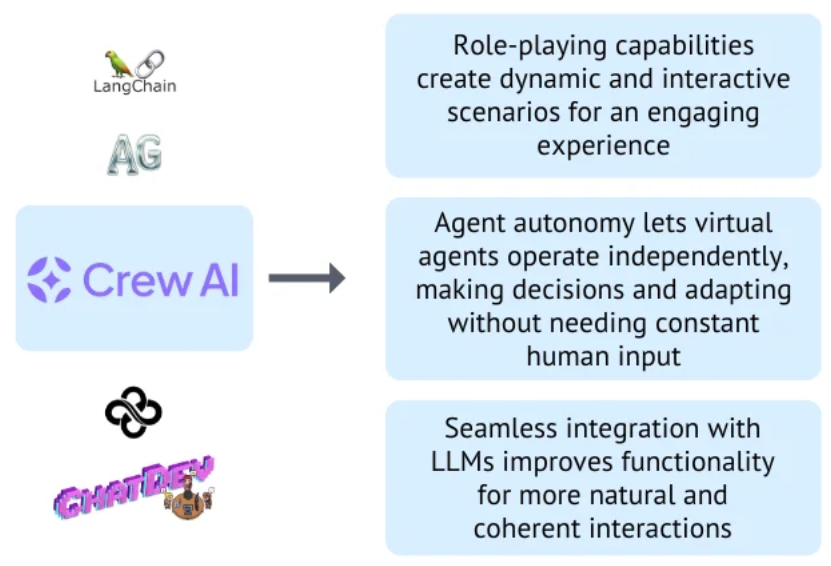 LangChain
AG
Crew AI
CHATDEV
Role-playing capabilities
create dynamic and interactive
scenarios for an engaging
experience
Agent autonomy lets virtual
agents operate independently,
making decisions and adapting
without needing constant
human input
Seamless integration with
LLMs improves functionality
for more natural and
coherent interactions